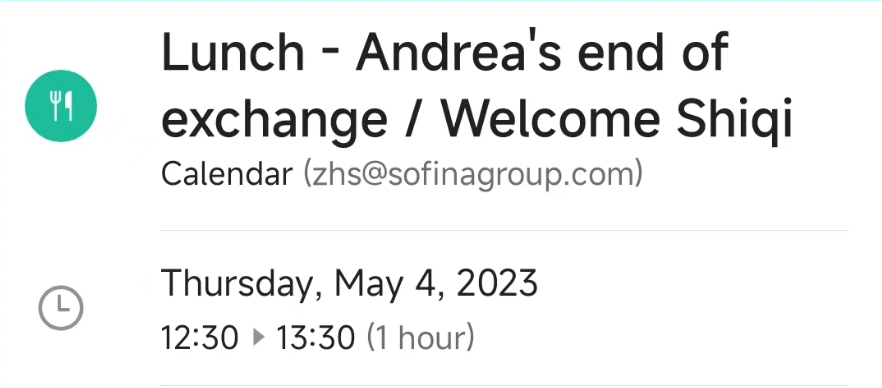 Lunch - Andrea's end of
exchange / Welcome Shiqi
Calendar (zhs@sofinagroup.com)
Thursday, May 4, 2023
12:30 ▸ 13:30 (1 hour)